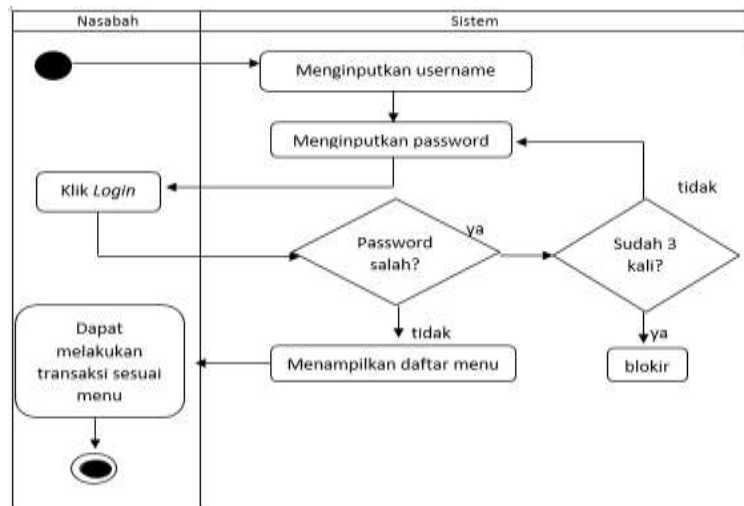 Nasabah
Sistem
Menginputkan username
Menginputkan password
Klik Login
tidak
ya
Password
salah?
Sudah 3
kali?
Dapat
melakukan
transaksi sesuai
menu
tidak
Menampilkan daftar menu
ya
blokir